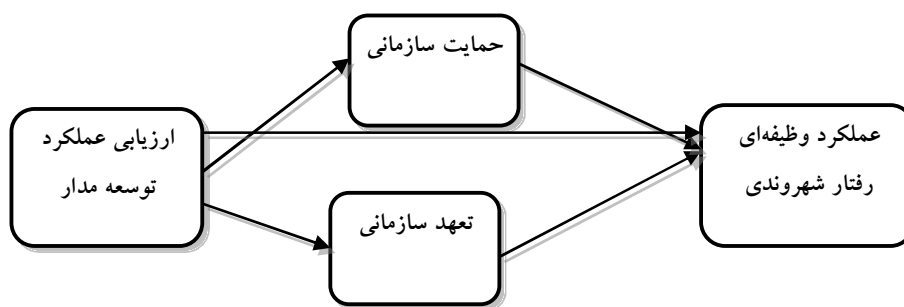 حمایت سازمانی
ارزیابی عملکرد
توسعه مدار
عملکرد وظیفه‌ای
رفتار شهروندی
تعهد سازمانی